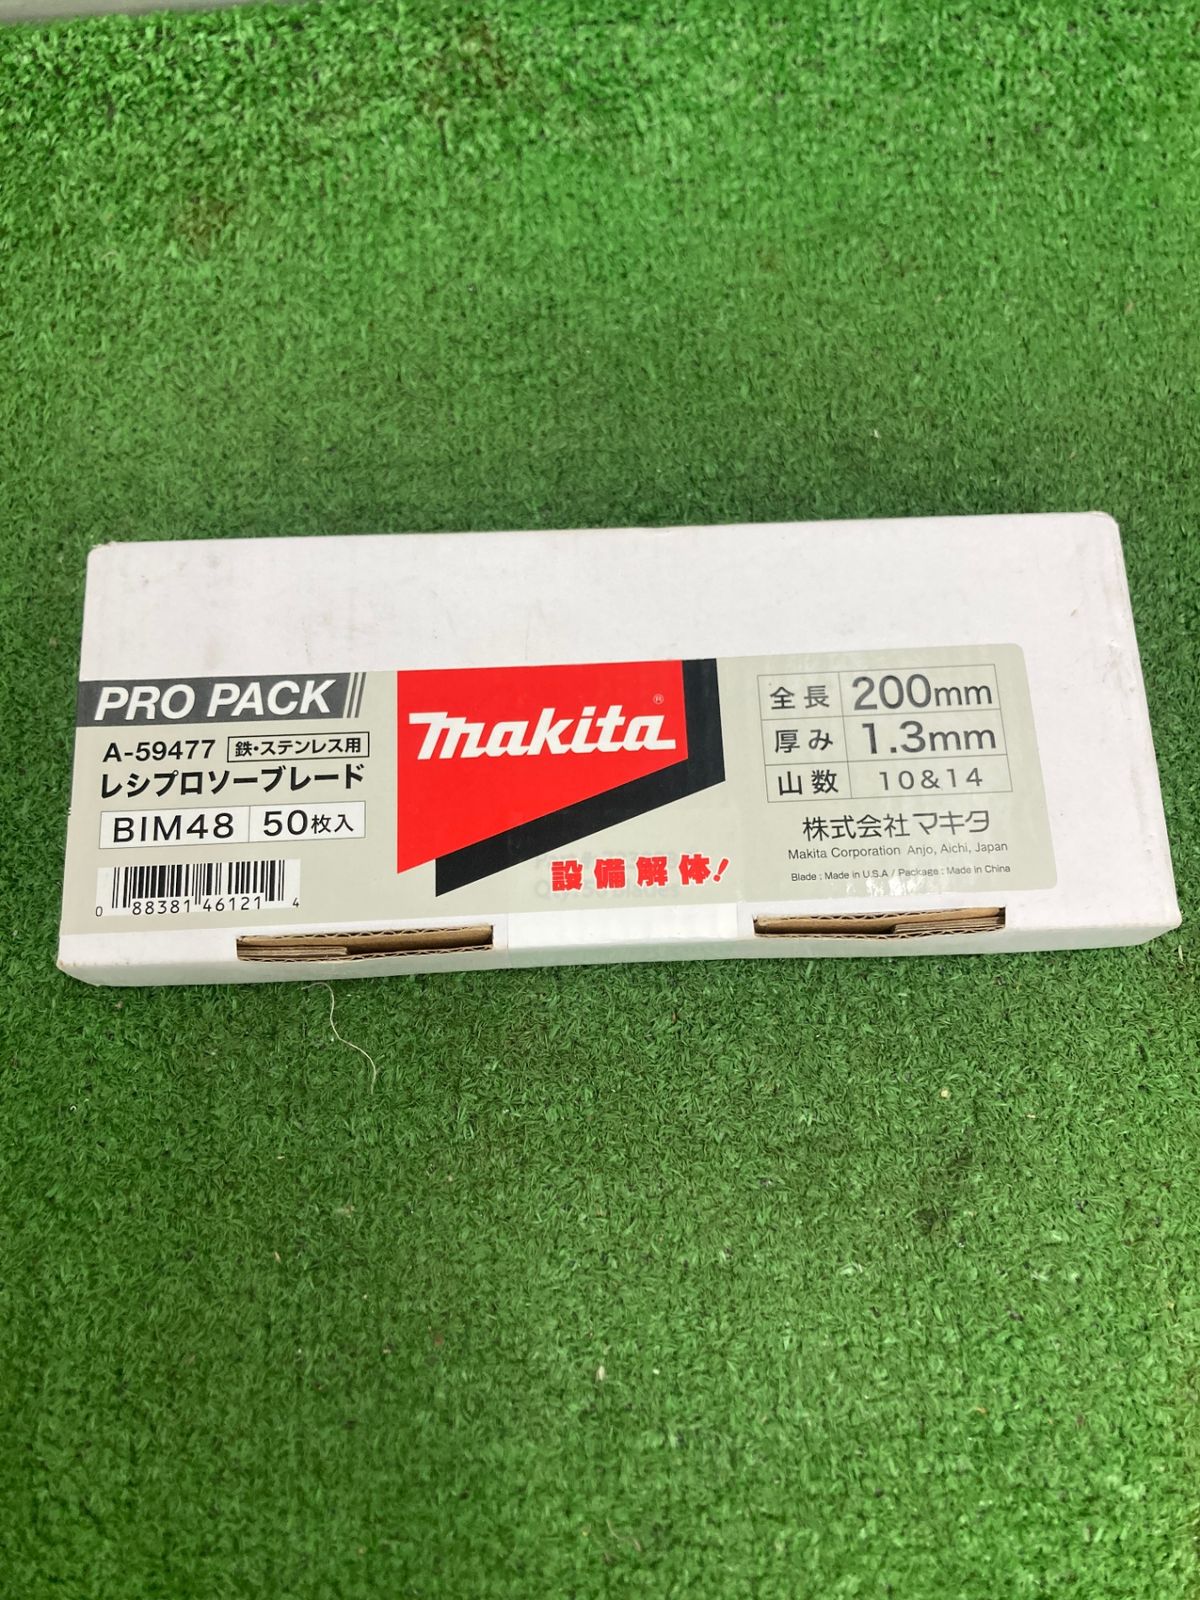 PRO PACK
A-59477 鉄・ステンレス用
レシプロソーブレード
BIM48 50枚入
0 88381 46121 4
makita®
設備解体!
全長 200mm
厚み 1.3mm
山数 10&14
株式会社マキタ
Makita Corporation Anjo, Aichi, Japan
Blade : Made in U.S.A / Package : Made in China